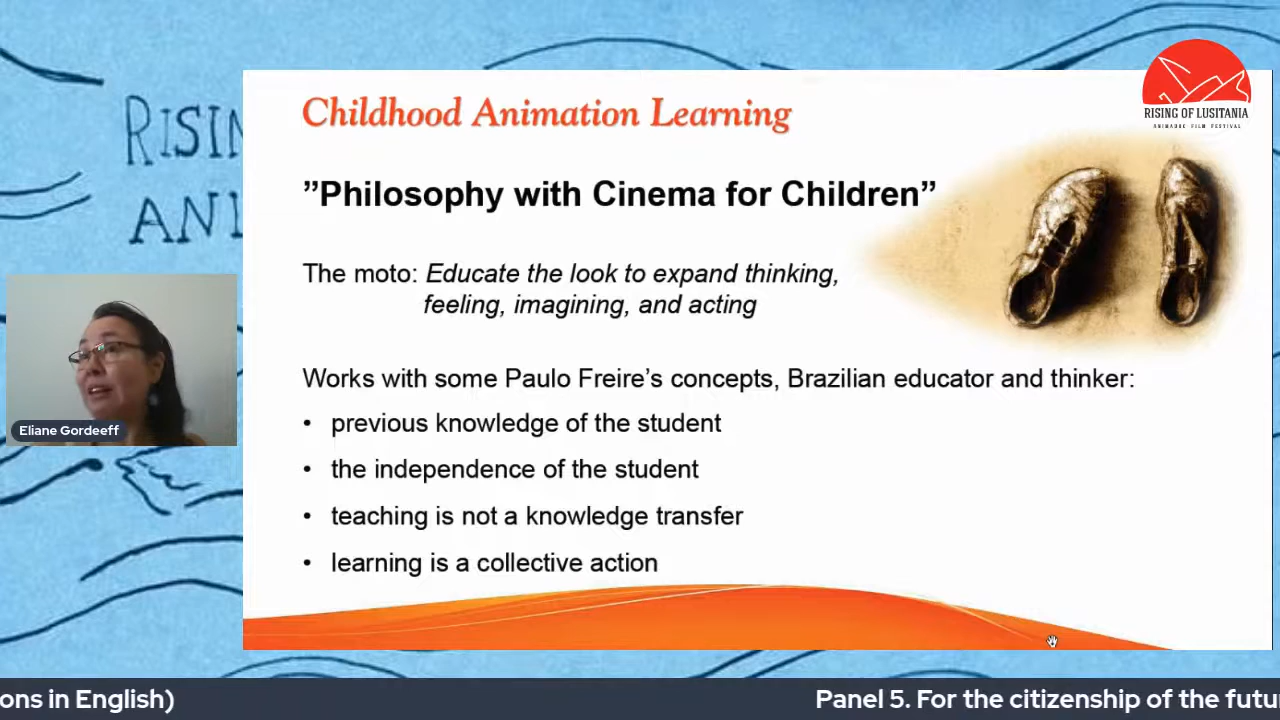 RISING OF LUSITANIA
ANIMADOC FILM FESTIVAL
RISIN
ANI
Childhood Animation Learning
”Philosophy with Cinema for Children”
The moto: Educate the look to expand thinking,
feeling, imagining, and acting
Works with some Paulo Freire’s concepts, Brazilian educator and thinker:
• previous knowledge of the student
• the independence of the student
• teaching is not a knowledge transfer
• learning is a collective action
Eliane Gordeeff
ons in English)
Panel 5. For the citizenship of the futu